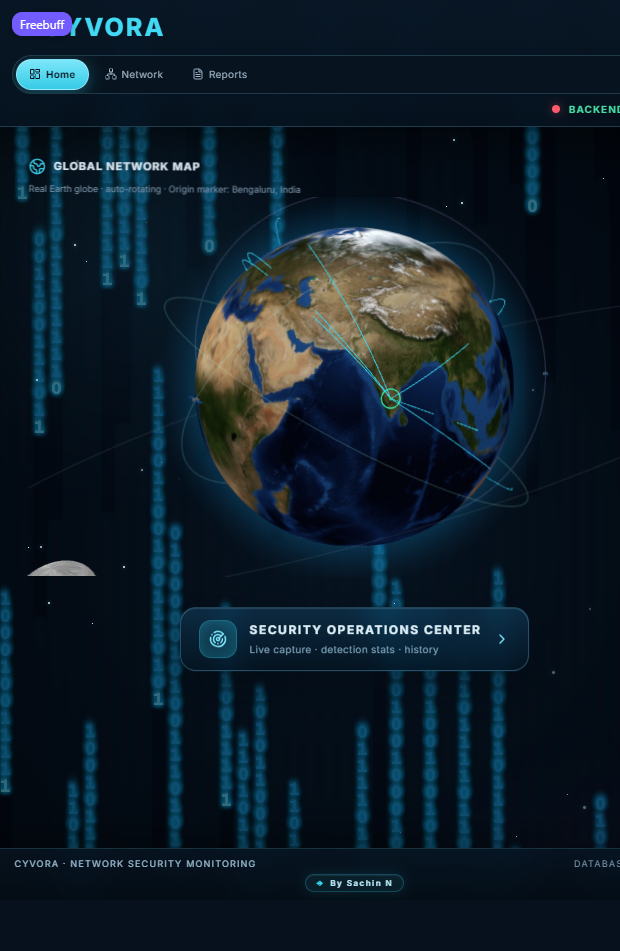 Freebuff
YVORA
Home
Network
Reports
BACKEND
GLOBAL NETWORK MAP
Real Earth globe · auto-rotating · Origin marker: Bengaluru, India
SECURITY OPERATIONS CENTER
Live capture · detection stats · history
CYVORA · NETWORK SECURITY MONITORING
DATABAS
By Sachin N